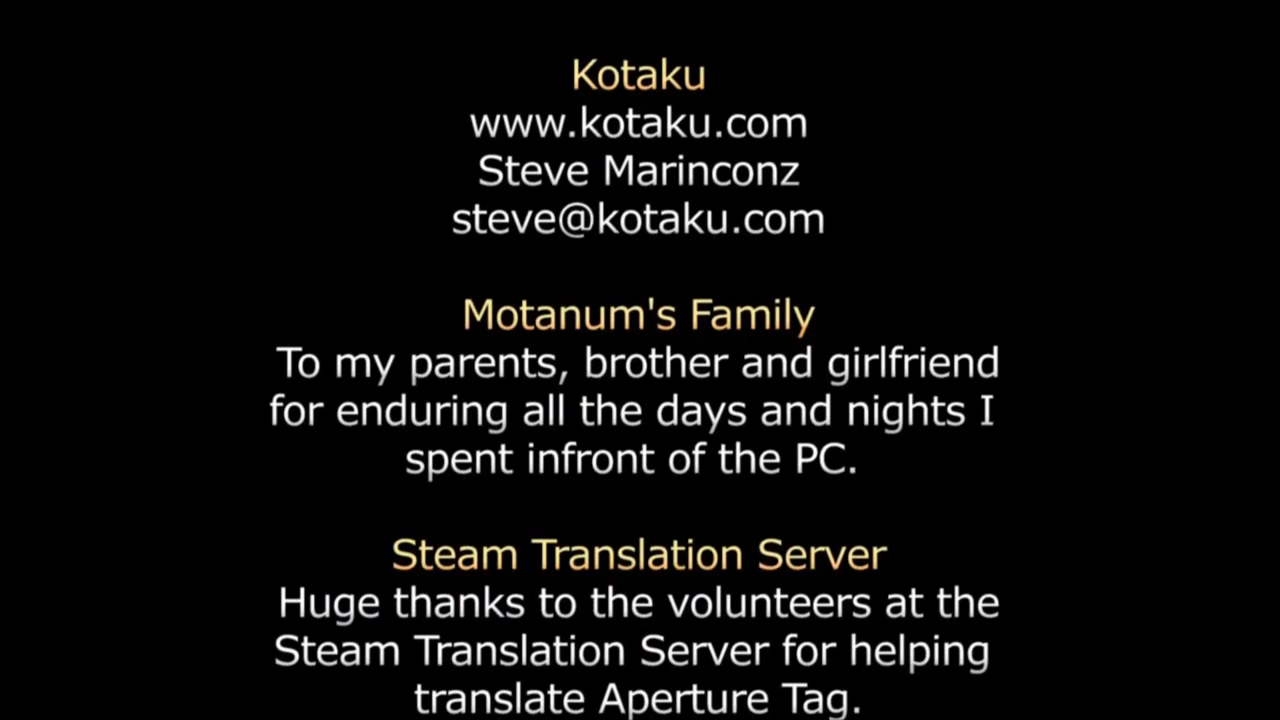 Kotaku
www.kotaku.com
Steve Marinconz
steve@kotaku.com
Motanum's Family
To my parents, brother and girlfriend
for enduring all the days and nights I
spent infront of the PC.
Steam Translation Server
Huge thanks to the volunteers at the
Steam Translation Server for helping
translate Aperture Tag.